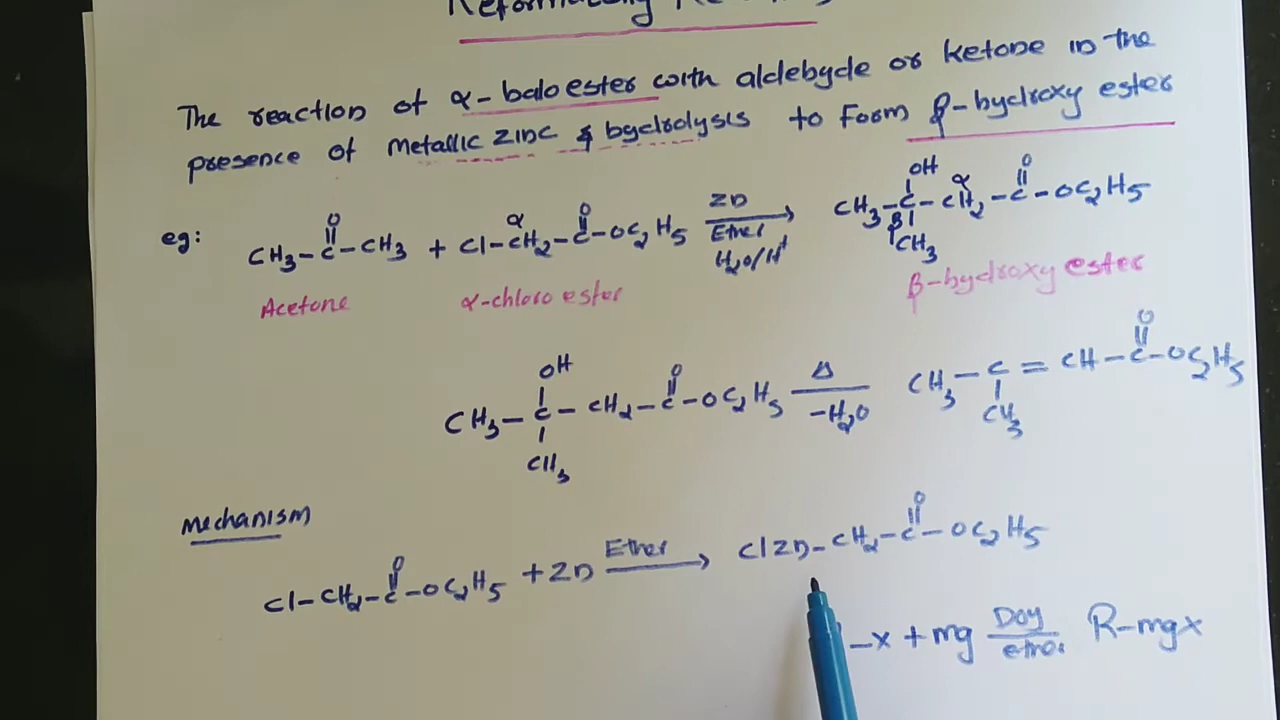 Reformatsky
The reaction of α-haloester with aldehyde or ketone in the
presence of metallic zinc & hydrolysis to form β-hydroxy ester
eg: CH3-C(=O)-CH3 + Cl-CH2(α)-C(=O)-OC2H5 Zn Ether H2O/H+ → CH3-C(OH)(CH3)(β)-CH2(α)-C(=O)-OC2H5
Acetone α-chloro ester β-hydroxy ester
CH3-C(OH)(CH3)-CH2-C(=O)-OC2H5 Δ -H2O CH3-C(CH3)=CH-C(=O)-OC2H5
Mechanism
Cl-CH2-C(=O)-OC2H5 + Zn Ether → ClZn-CH2-C(=O)-OC2H5
-X + mg Dry ether R-mgx